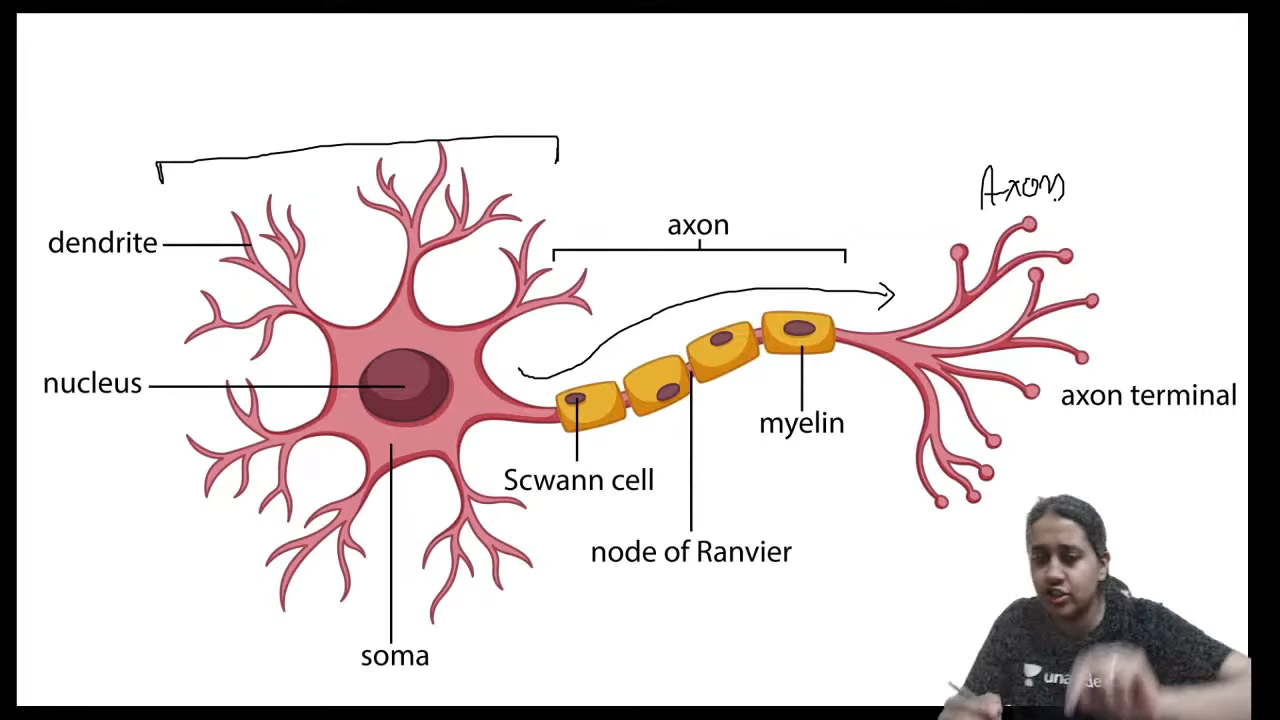 Axon
axon
dendrite
nucleus
axon terminal
myelin
Scwann cell
node of Ranvier
soma